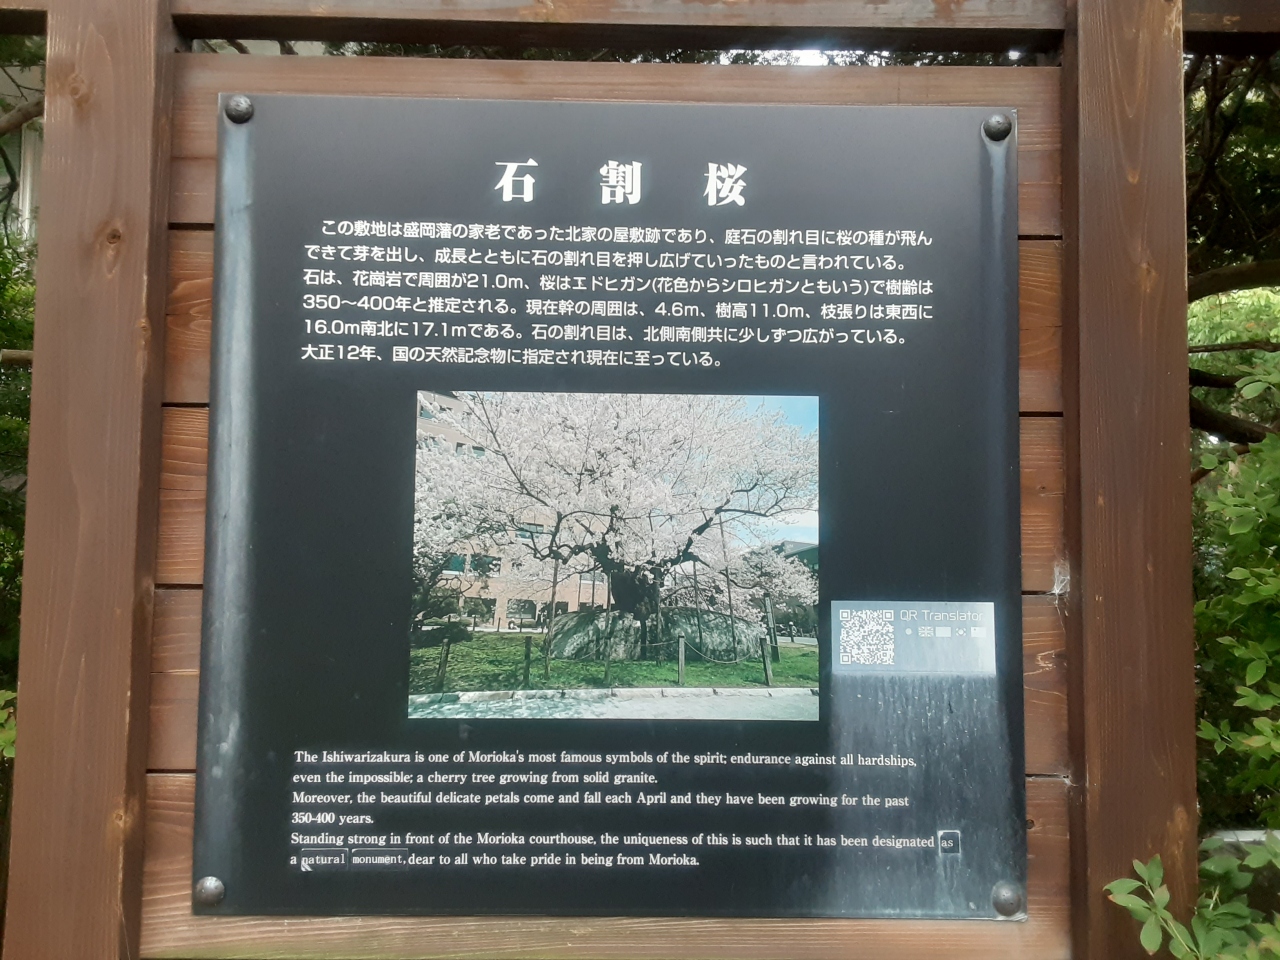 石割桜
この敷地は盛岡藩の家老であった北家の屋敷跡であり、庭石の割れ目に桜の種が飛ん
できて芽を出し、成長とともに石の割れ目を押し広げていったものと言われている。
石は、花崗岩で周囲が21.0m、桜はエドヒガン(花色からシロヒガンともいう)で樹齢は
350〜400年と推定される。現在幹の周囲は、4.6m、樹高11.0m、枝張りは東西に
16.0m南北に17.1mである。石の割れ目は、北側南側共に少しずつ広がっている。
大正12年、国の天然記念物に指定され現在に至っている。
QR Translator
The Ishiwarizakura is one of Morioka's most famous symbols of the spirit; endurance against all hardships,
even the impossible; a cherry tree growing from solid granite.
Moreover, the beautiful delicate petals come and fall each April and they have been growing for the past
350-400 years.
Standing strong in front of the Morioka courthouse, the uniqueness of this is such that it has been designated as
a natural monument, dear to all who take pride in being from Morioka.